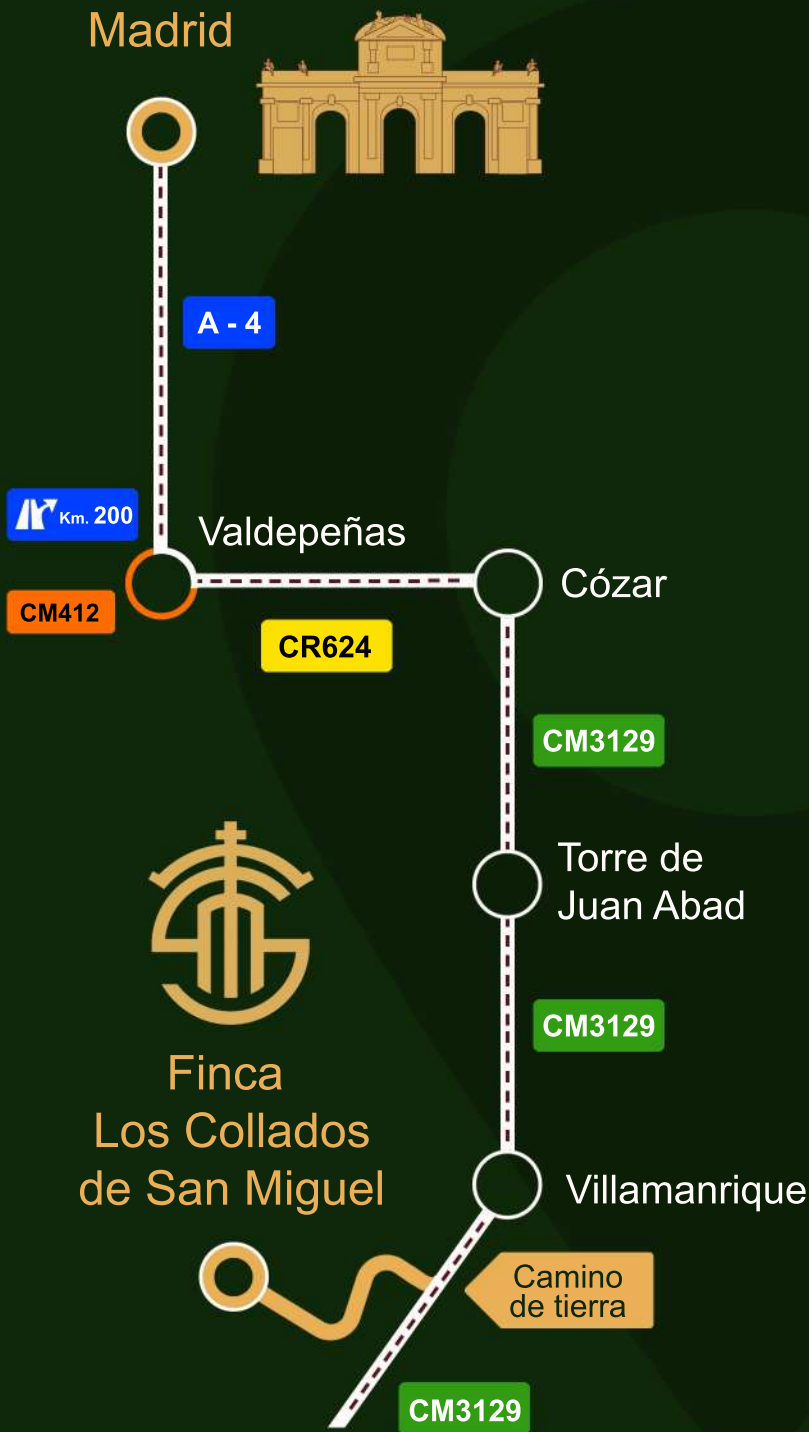 Madrid
A - 4
Km. 200
Valdepeñas
Cózar
CM412
CR624
CM3129
Torre de
Juan Abad
CM3129
Finca
Los Collados
de San Miguel
Villamanrique
Camino
de tierra
CM3129